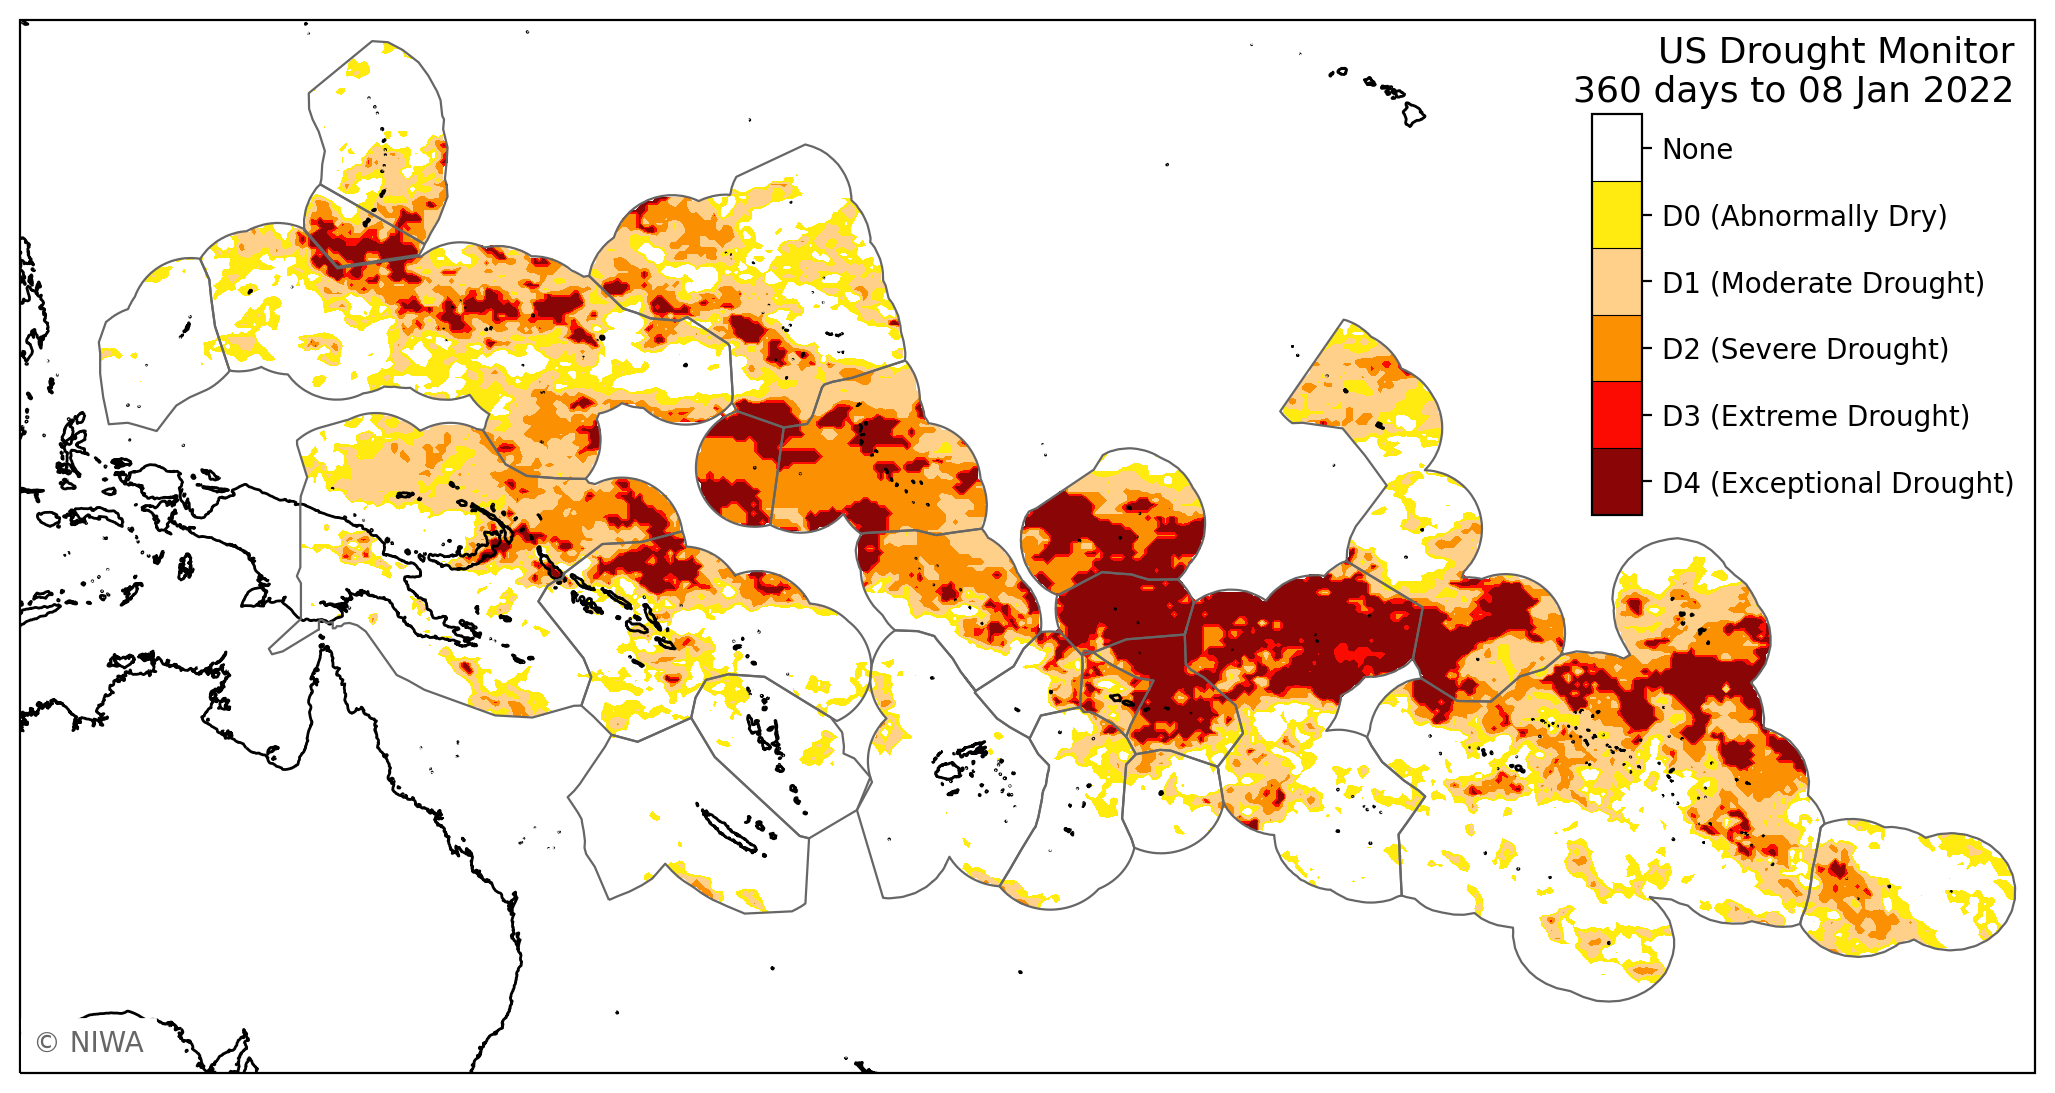 US Drought Monitor
360 days to 08 Jan 2022
None
D0 (Abnormally Dry)
D1 (Moderate Drought)
D2 (Severe Drought)
D3 (Extreme Drought)
D4 (Exceptional Drought)
© NIWA